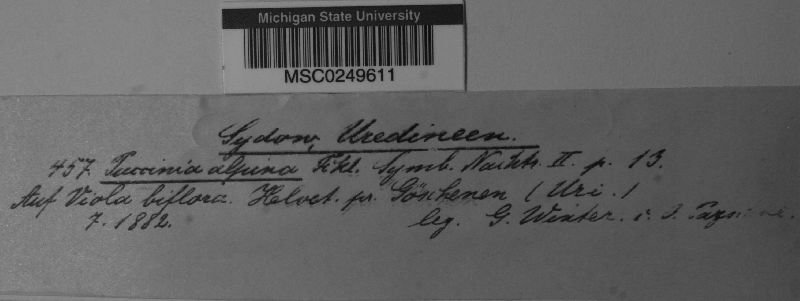 Michigan State University
MSC0249611
Sydow, Uredineen.
457. Puccinia alpina Fckl. Symb. Nachtr. II. p. 13.
Auf Viola biflora. Helvet. pr. Göschenen (Uri.)
7. 1882. leg. G. Winter.